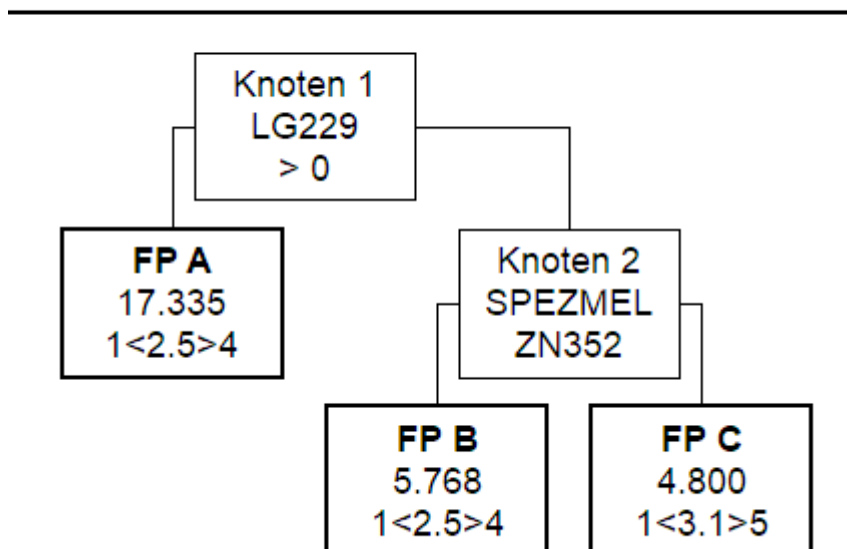 Knoten 1
LG229
> 0
FP A
17.335
1<2.5>4
Knoten 2
SPEZMEL
ZN352
FP B
5.768
1<2.5>4
FP C
4.800
1<3.1>5